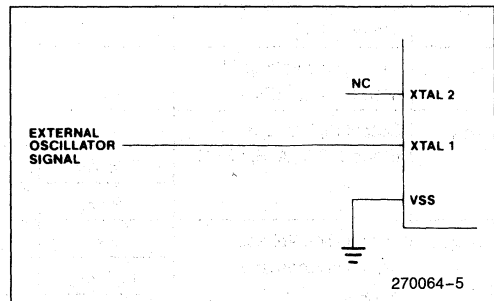 NC
XTAL 2
EXTERNAL
OSCILLATOR
SIGNAL
XTAL 1
VSS
270064-5